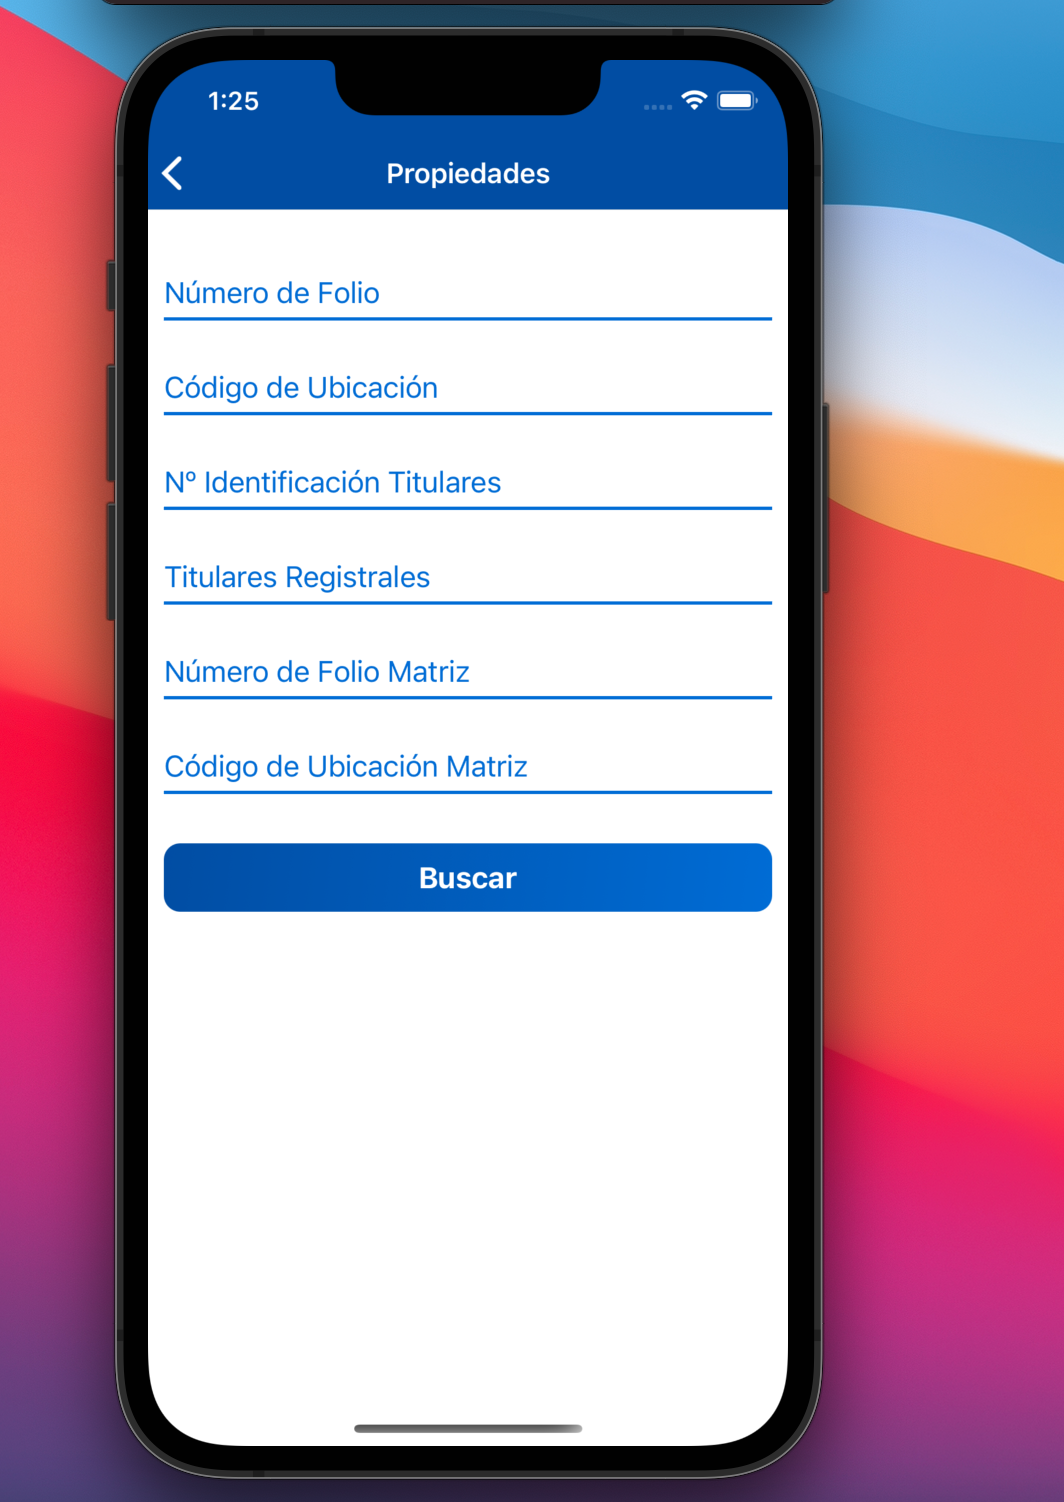 1:25
Propiedades
Número de Folio
Código de Ubicación
Nº Identificación Titulares
Titulares Registrales
Número de Folio Matriz
Código de Ubicación Matriz
Buscar